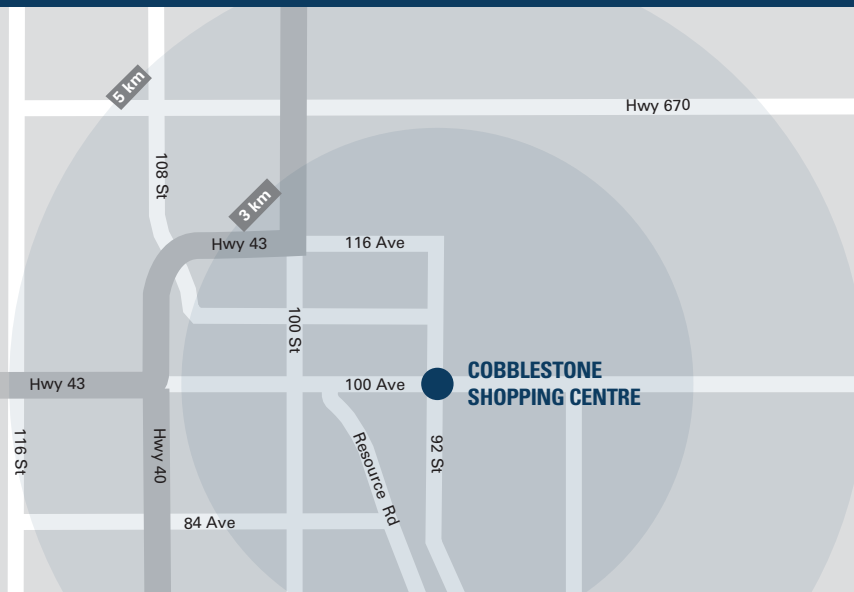 5 km
Hwy 670
108 St
3 km
Hwy 43
116 Ave
100 St
COBBLESTONE
SHOPPING CENTRE
Hwy 43
100 Ave
116 St
Hwy 40
Resource Rd
92 St
84 Ave